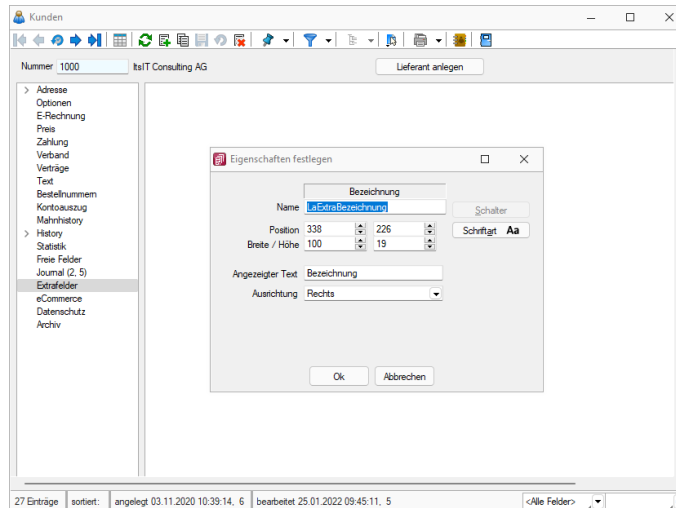 Kunden
Nummer 1000 ItsIT Consulting AG Lieferant anlegen
Adresse
Optionen
E-Rechnung
Preis
Zahlung
Verband
Verträge
Text
Bestellnummern
Kontoauszug
Mahnhistory
History
Statistik
Freie Felder
Journal (2, 5)
Extrafelder
eCommerce
Datenschutz
Archiv
Eigenschaften festlegen
Bezeichnung
Name LaExtraBezeichnung Schalter
Position 338 226 Schriftart Aa
Breite / Höhe 100 19
Angezeigter Text Bezeichnung
Ausrichtung Rechts
Ok Abbrechen
27 Einträge sortiert: angelegt 03.11.2020 10:39:14, 6 bearbeitet 25.01.2022 09:45:11, 5 <Alle Felder>